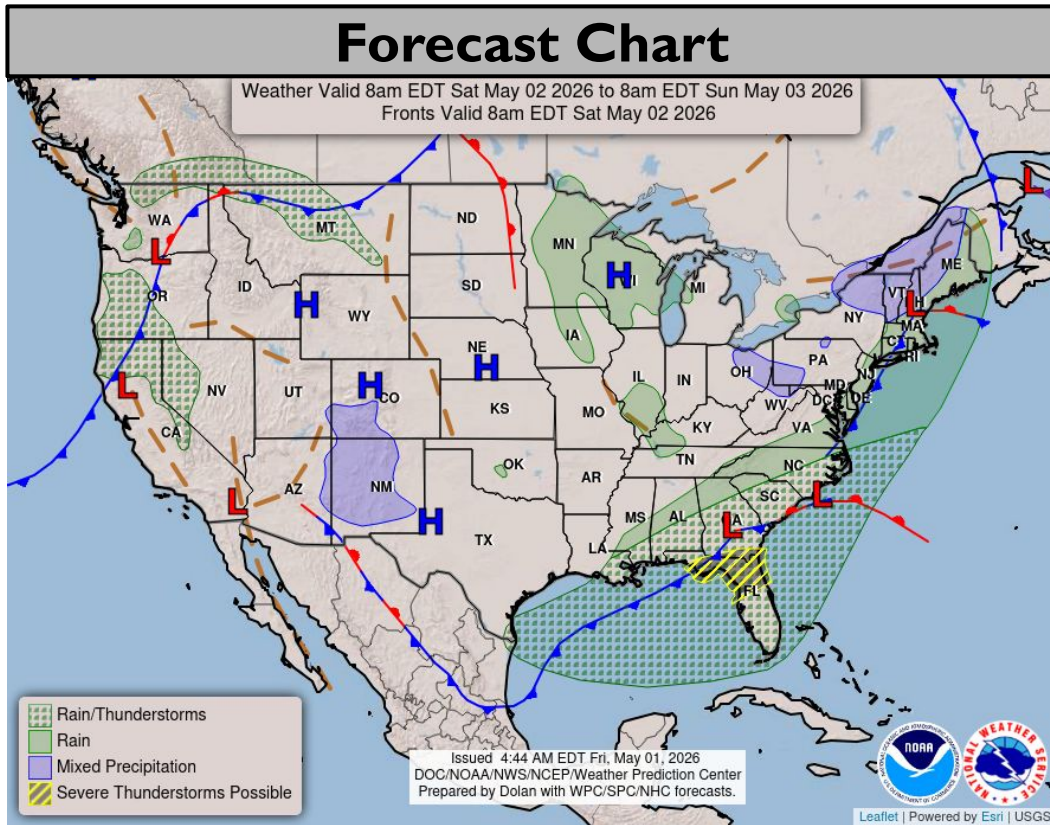 Forecast Chart
Weather Valid 8am EDT Sat May 02 2026 to 8am EDT Sun May 03 2026
Fronts Valid 8am EDT Sat May 02 2026
WA
MT
ND
MN
ME
L
OR
ID
H
WY
SD
H
MI
VT
L
H
NY
MA
CT
RI
L
NV
UT
H
CO
NE
H
IA
IL
IN
OH
PA
NJ
MD
DC
DE
WV
VA
CA
KS
MO
KY
L
AZ
NM
H
OK
AR
TN
NC
SC
L
TX
LA
MS
AL
L
A
FL
L
Rain/Thunderstorms
Rain
Mixed Precipitation
Severe Thunderstorms Possible
Issued 4:44 AM EDT Fri, May 01, 2026
DOC/NOAA/NWS/NCEP/Weather Prediction Center
Prepared by Dolan with WPC/SPC/NHC forecasts.
NOAA
NATIONAL WEATHER SERVICE
Leaflet | Powered by Esri | USGS